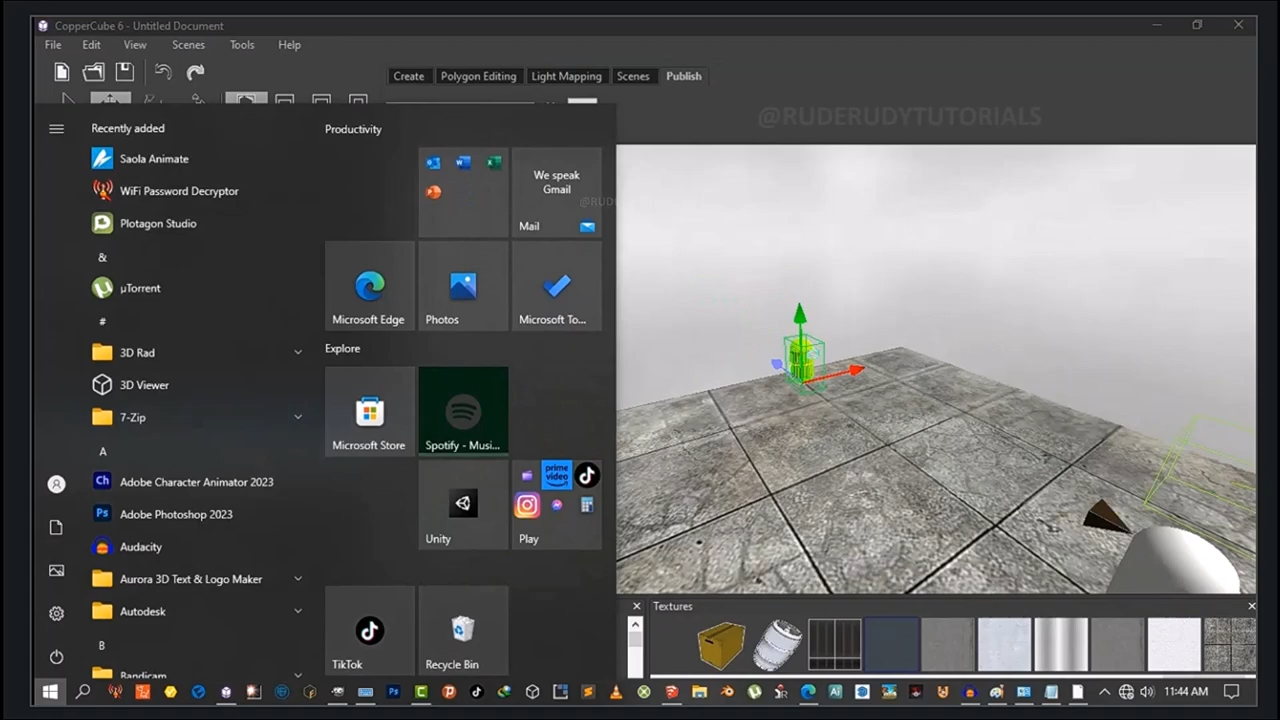 CopperCube 6 - Untitled Document
File Edit View Scenes Tools Help
Create Polygon Editing Light Mapping Scenes Publish
@RUDERUDYTUTORIALS
Recently added
Saola Animate
WiFi Password Decryptor
Plotagon Studio
&
µTorrent
#
3D Rad
3D Viewer
7-Zip
A
Ch
Adobe Character Animator 2023
Ps
Adobe Photoshop 2023
Audacity
Aurora 3D Text & Logo Maker
Autodesk
B
Bandicam
Productivity
We speak
Gmail
Mail
Microsoft Edge
Photos
Microsoft To...
Explore
Microsoft Store
Spotify - Musi...
prime
video
Unity
Play
TikTok
Recycle Bin
Textures
11:44 AM